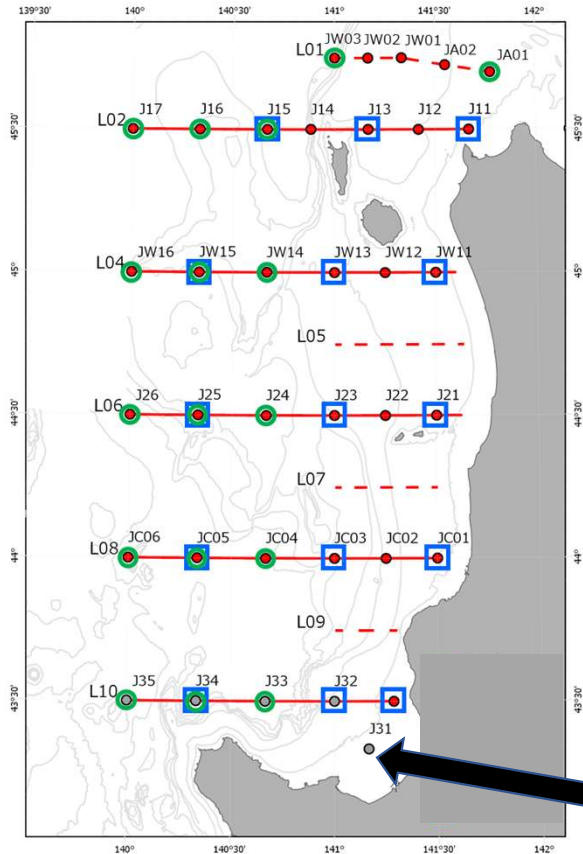 139°30' 140° 140°30' 141° 141°30' 142°
L01 JW03 JW02 JW01 JA02 JA01
45°30' L02 J17 J16 J15 J14 J13 J12 J11 45°30'
45° L04 JW16 JW15 JW14 JW13 JW12 JW11 45°
L05
44°30' L06 J26 J25 J24 J23 J22 J21 44°30'
L07
44° L08 JC06 JC05 JC04 JC03 JC02 JC01 44°
L09
43°30' L10 J35 J34 J33 J32 43°30'
J31
140° 140°30' 141° 141°30' 142°